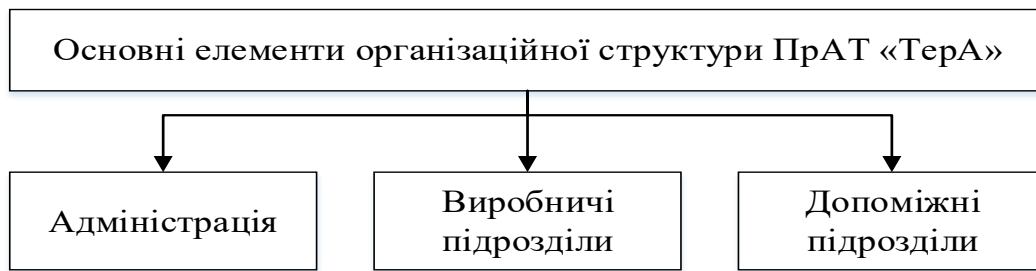 Основні елементи організаційної структури ПрАТ «ТерА»
Адміністрація
Виробничі
підрозділи
Допоміжні
підрозділи